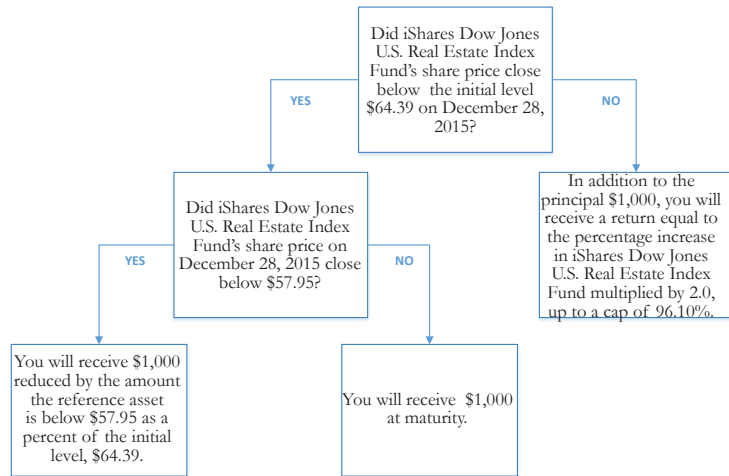 Did iShares Dow Jones
U.S. Real Estate Index
Fund's share price close
below the initial level
$64.39 on December 28,
2015?
YES
NO
Did iShares Dow Jones
U.S. Real Estate Index
Fund's share price on
December 28, 2015 close
below $57.95?
In addition to the
principal $1,000, you will
receive a return equal to
the percentage increase
in iShares Dow Jones
U.S. Real Estate Index
Fund multiplied by 2.0,
up to a cap of 96.10%.
YES
NO
You will receive $1,000
reduced by the amount
the reference asset
is below $57.95 as a
percent of the initial
level, $64.39.
You will receive $1,000
at maturity.